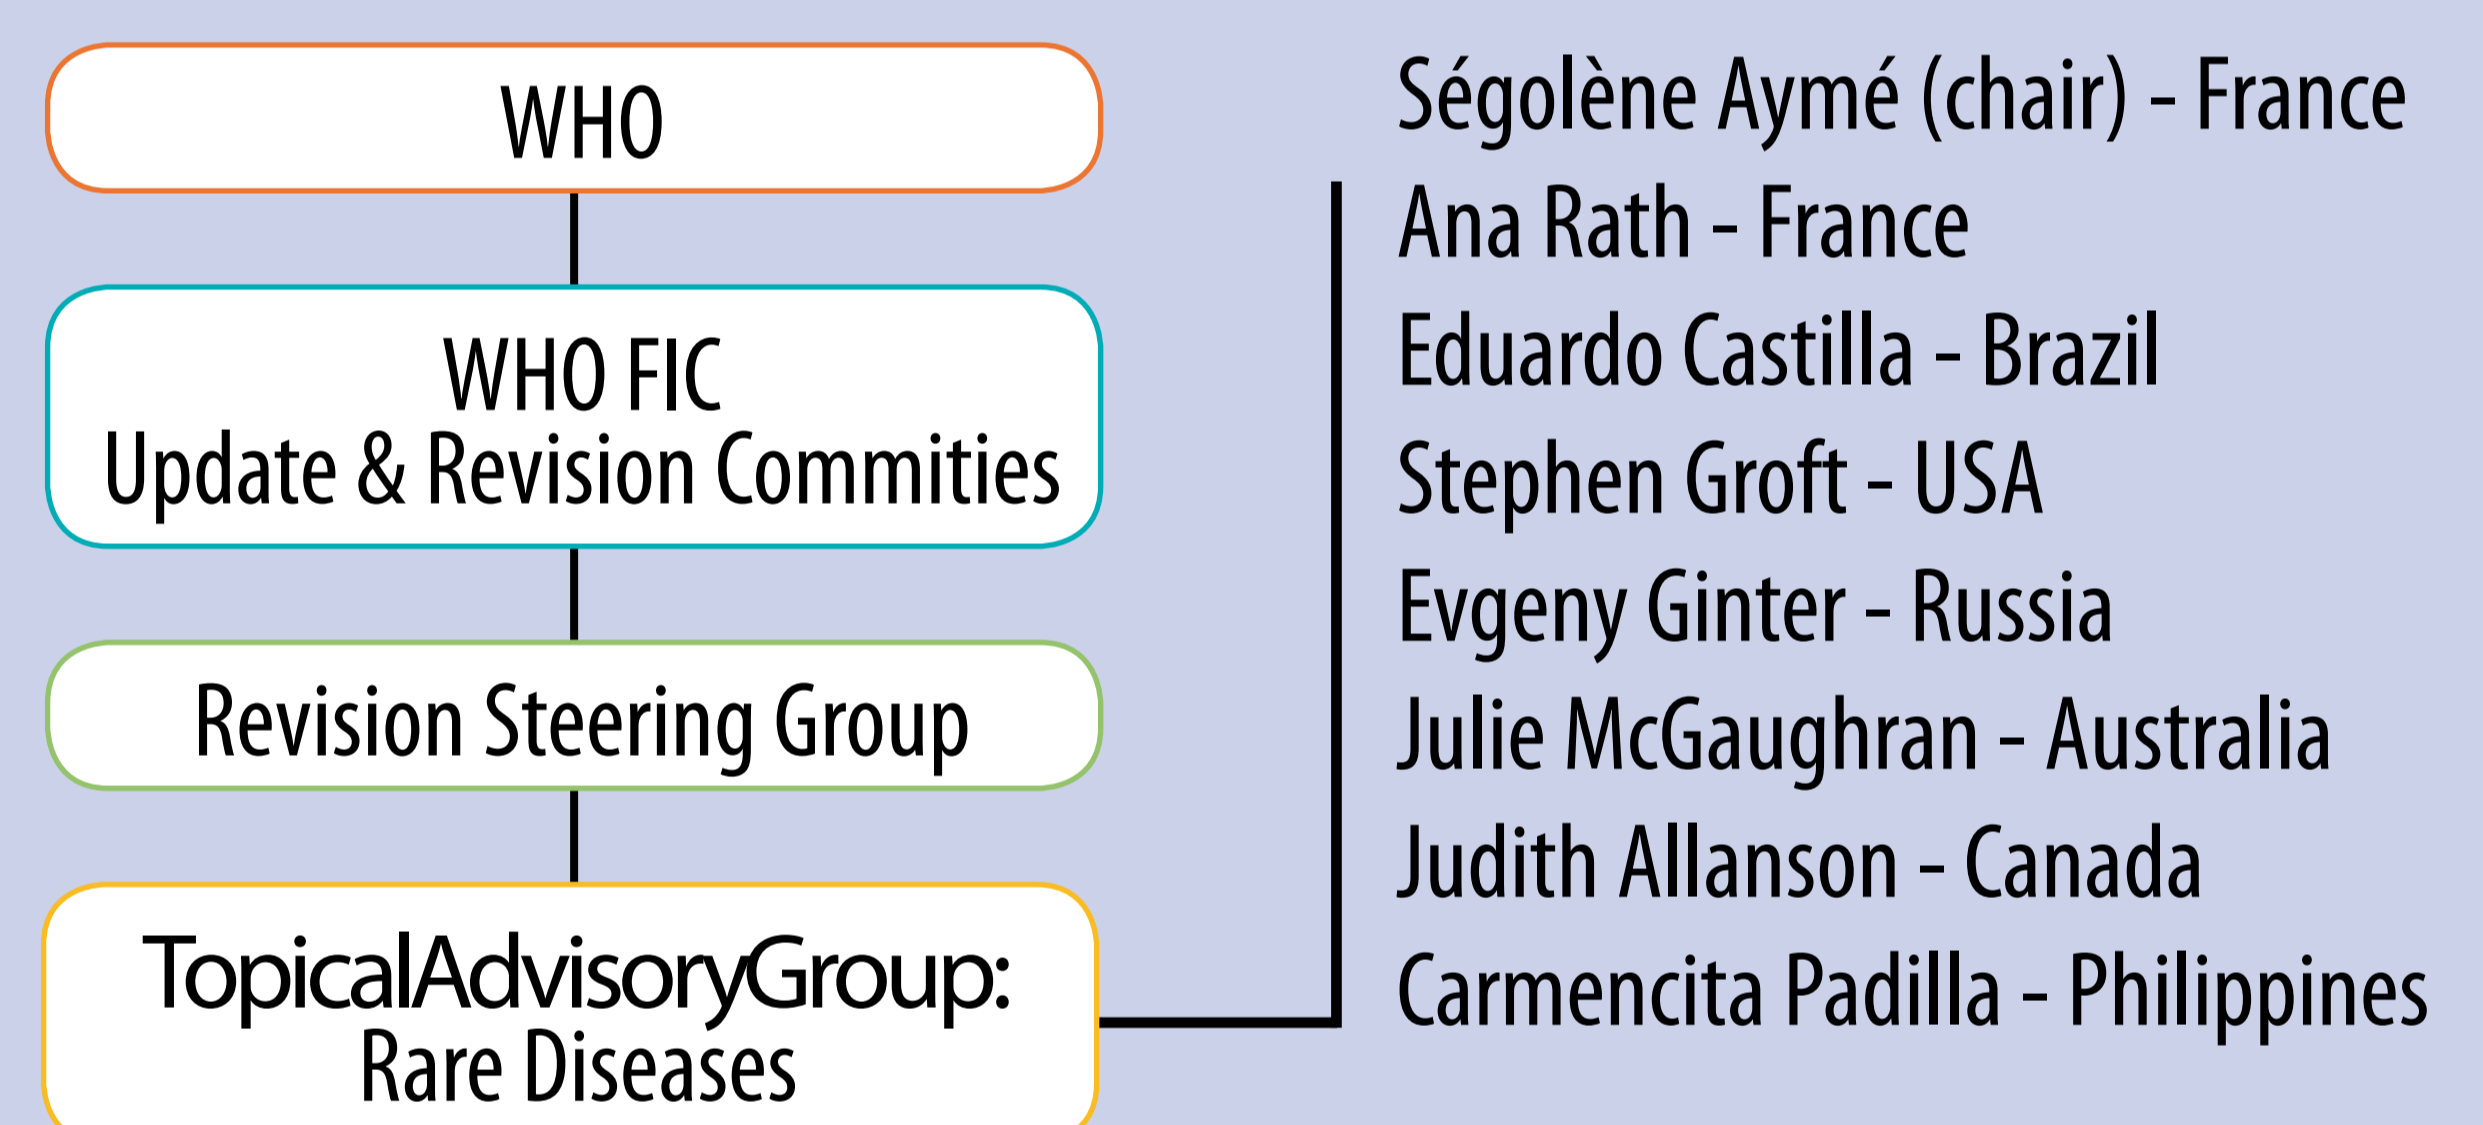 WHO
WHO FIC
Update & Revision Commities
Revision Steering Group
TopicalAdvisoryGroup:
Rare Diseases
Ségolène Aymé (chair) - France
Ana Rath - France
Eduardo Castilla - Brazil
Stephen Groft - USA
Evgeny Ginter - Russia
Julie McGaughran - Australia
Judith Allanson - Canada
Carmencita Padilla - Philippines